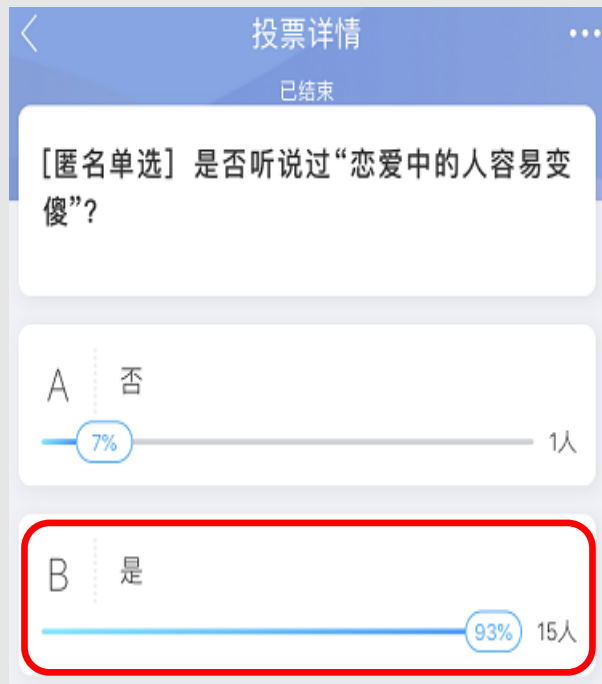 投票详情
已结束
[匿名单选] 是否听说过“恋爱中的人容易变
傻”?
A 否
7% 1人
B 是
93% 15人